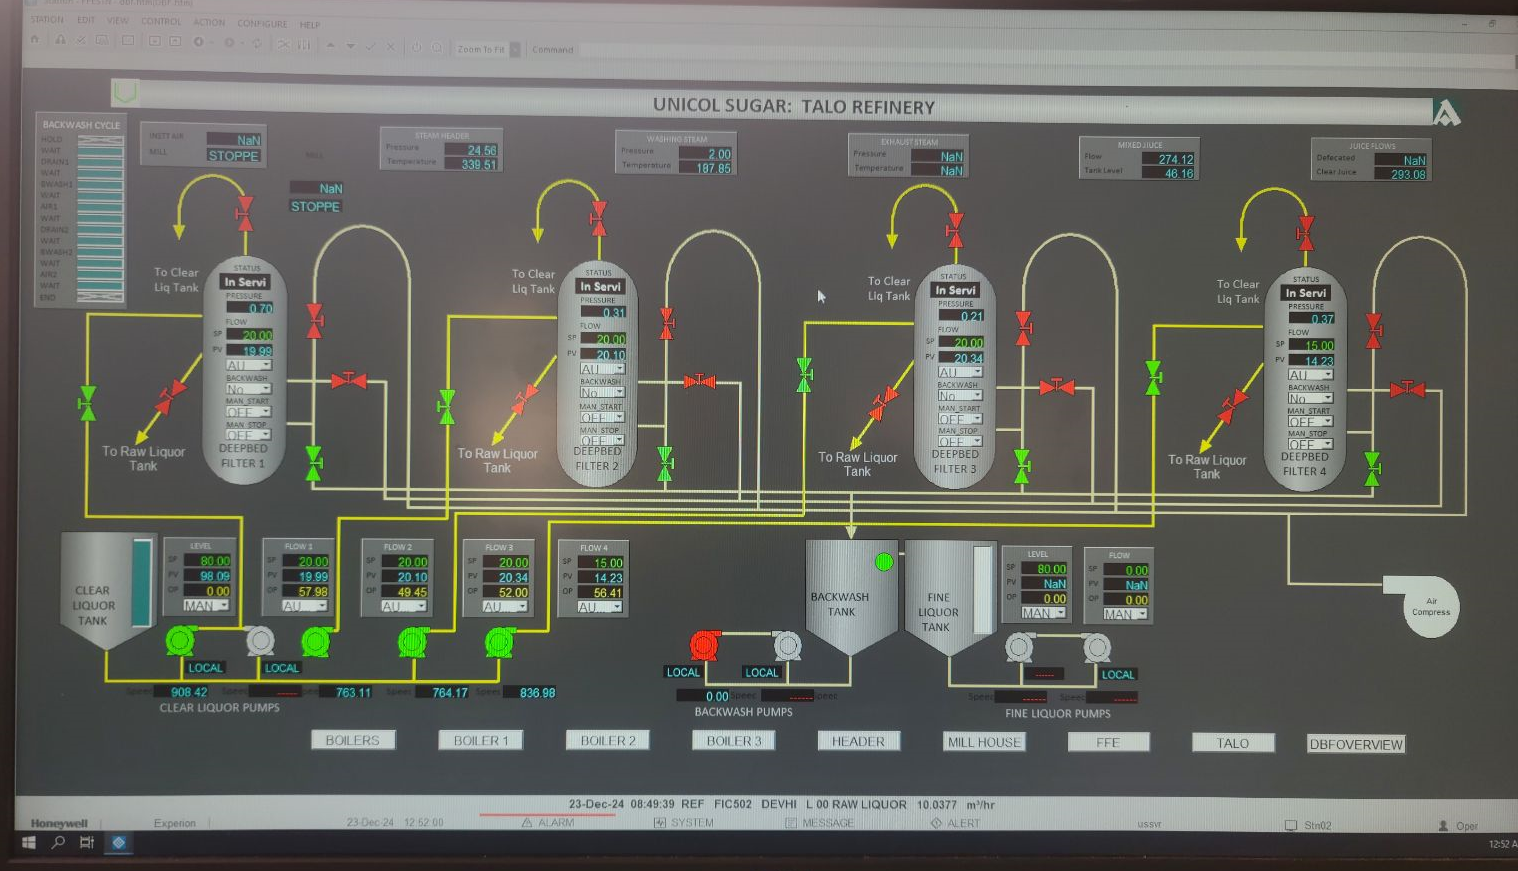 STATION EDIT VIEW CONTROL ACTION CONFIGURE HELP
Zoom To Fit Command
UNICOL SUGAR: TALO REFINERY
BACKWASH CYCLE
HOLD
WAIT
DRAIN1
WAIT
BWASH1
WAIT
AIR1
WAIT
DRAIN2
WAIT
BWASH2
WAIT
AIR2
WAIT
END
INSTT AIR NaN
MILL STOPPE
NaN
STOPPE
STEAM HEADER
Pressure 24.56
Temperature 339.51
WASHING STEAM
Pressure 2.00
Temperature 187.85
EXHAUST STEAM
Pressure NaN
Temperature NaN
MIXED JIUCE
Flow 274.12
Tank Level 46.16
JUICE FLOWS
Defecated NaN
Clear Juice 293.08
To Clear
Liq Tank
STATUS
In Servi
PRESSURE
0.70
FLOW
SP 20.00
PV 19.99
AU
BACKWASH
No
MAN_START
OFF
MAN_STOP
OFF
DEEPBED
FILTER 1
To Raw Liquor
Tank
To Clear
Liq Tank
STATUS
In Servi
PRESSURE
0.31
FLOW
SP 20.00
PV 20.10
AU
BACKWASH
No
MAN_START
OFF
MAN_STOP
OFF
DEEPBED
FILTER 2
To Raw Liquor
Tank
To Clear
Liq Tank
STATUS
In Servi
PRESSURE
0.21
FLOW
SP 20.00
PV 20.34
AU
BACKWASH
No
MAN_START
OFF
MAN_STOP
OFF
DEEPBED
FILTER 3
To Raw Liquor
Tank
To Clear
Liq Tank
STATUS
In Servi
PRESSURE
0.37
FLOW
SP 15.00
PV 14.23
AU
BACKWASH
No
MAN_START
OFF
MAN_STOP
OFF
DEEPBED
FILTER 4
To Raw Liquor
Tank
CLEAR
LIQUOR
TANK
LEVEL
SP 80.00
PV 98.09
OP 0.00
MAN
FLOW 1
SP 20.00
PV 19.99
OP 57.98
AU
FLOW 2
SP 20.00
PV 20.10
OP 49.45
AU
FLOW 3
SP 20.00
PV 20.34
OP 52.00
AU
FLOW 4
SP 15.00
PV 14.23
OP 56.41
AU
BACKWASH
TANK
FINE
LIQUOR
TANK
LEVEL
SP 80.00
PV NaN
OP 0.00
MAN
FLOW
SP 0.00
PV NaN
OP 0.00
MAN
Air
Compress
LOCAL LOCAL
Speed 908.42 Speed 763.11 764.17 836.98
CLEAR LIQUOR PUMPS
LOCAL LOCAL
0.00 Speed Speed
BACKWASH PUMPS
LOCAL
Speed Speed
FINE LIQUOR PUMPS
BOILERS BOILER 1 BOILER 2 BOILER 3 HEADER MILL HOUSE FFE TALO DBFOVERVIEW
23-Dec-24 08:49:39 REF FIC502 DEVHI L 00 RAW LIQUOR 10.0377 m³/hr
Honeywell Experion 23-Dec-24 12:52:00 ALARM SYSTEM MESSAGE ALERT ussvr Stn02 Oper
12:52 A